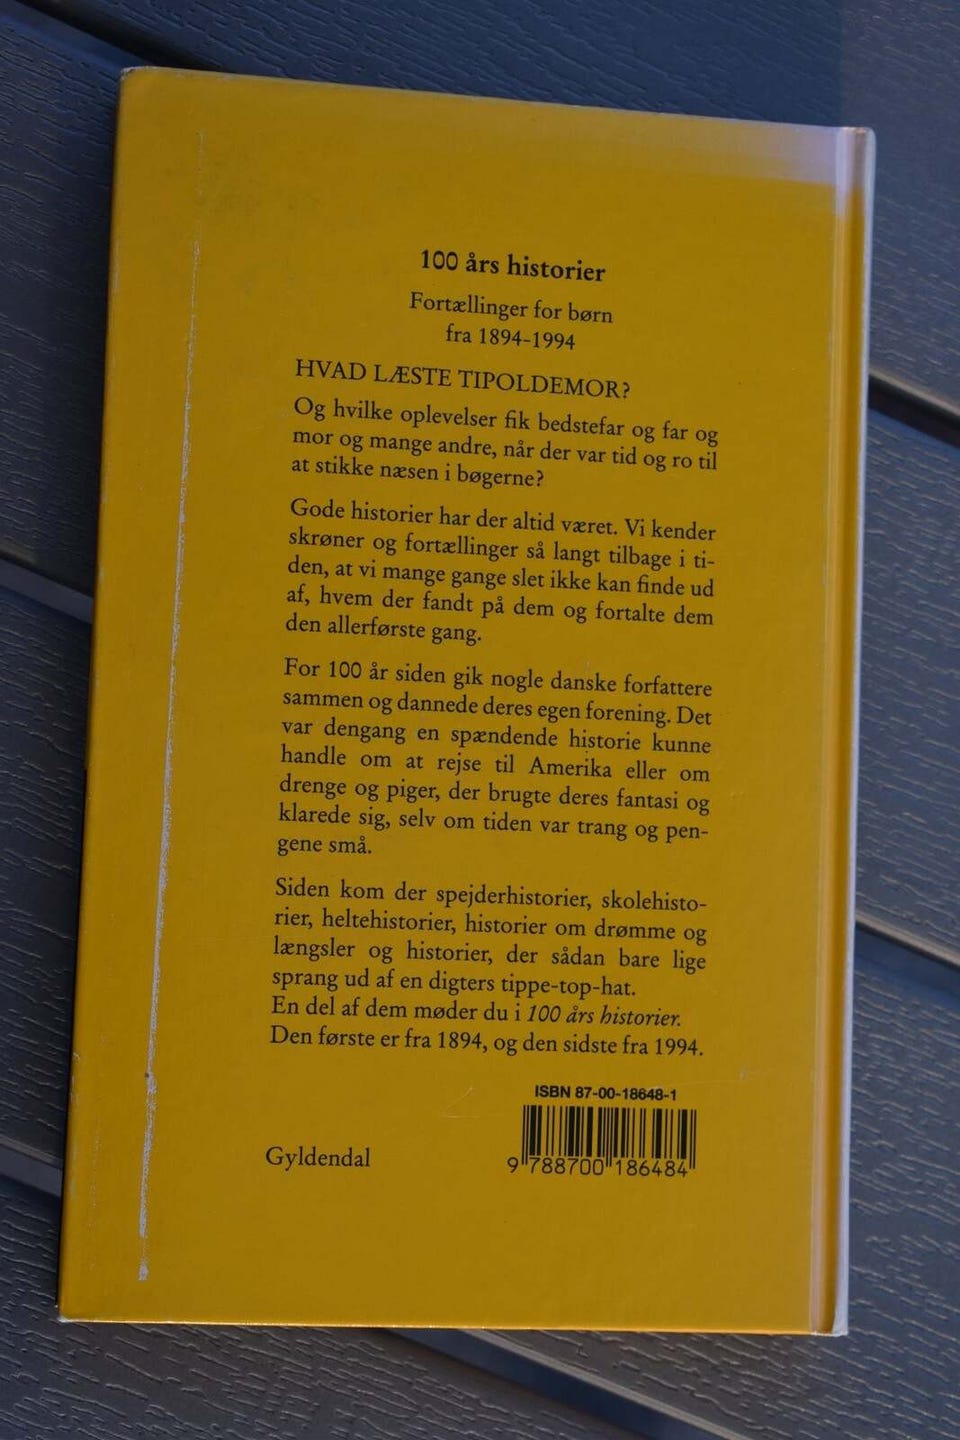 100 års historier
Fortællinger for børn
fra 1894-1994
HVAD LÆSTE TIPOLDEMOR?
Og hvilke oplevelser fik bedstefar og far og
mor og mange andre, når der var tid og ro til
at stikke næsen i bøgerne?
Gode historier har der altid været. Vi kender
skrøner og fortællinger så langt tilbage i ti-
den, at vi mange gange slet ikke kan finde ud
af, hvem der fandt på dem og fortalte dem
den allerførste gang.
For 100 år siden gik nogle danske forfattere
sammen og dannede deres egen forening. Det
var dengang en spændende historie kunne
handle om at rejse til Amerika eller om
drenge og piger, der brugte deres fantasi og
klarede sig, selv om tiden var trang og pen-
gene små.
Siden kom der spejderhistorier, skolehisto-
rier, heltehistorier, historier om drømme og
længsler og historier, der sådan bare lige
sprang ud af en digters tippe-top-hat.
En del af dem møder du i 100 års historier.
Den første er fra 1894, og den sidste fra 1994.
ISBN 87-00-18648-1
Gyldendal
9 788700 186484